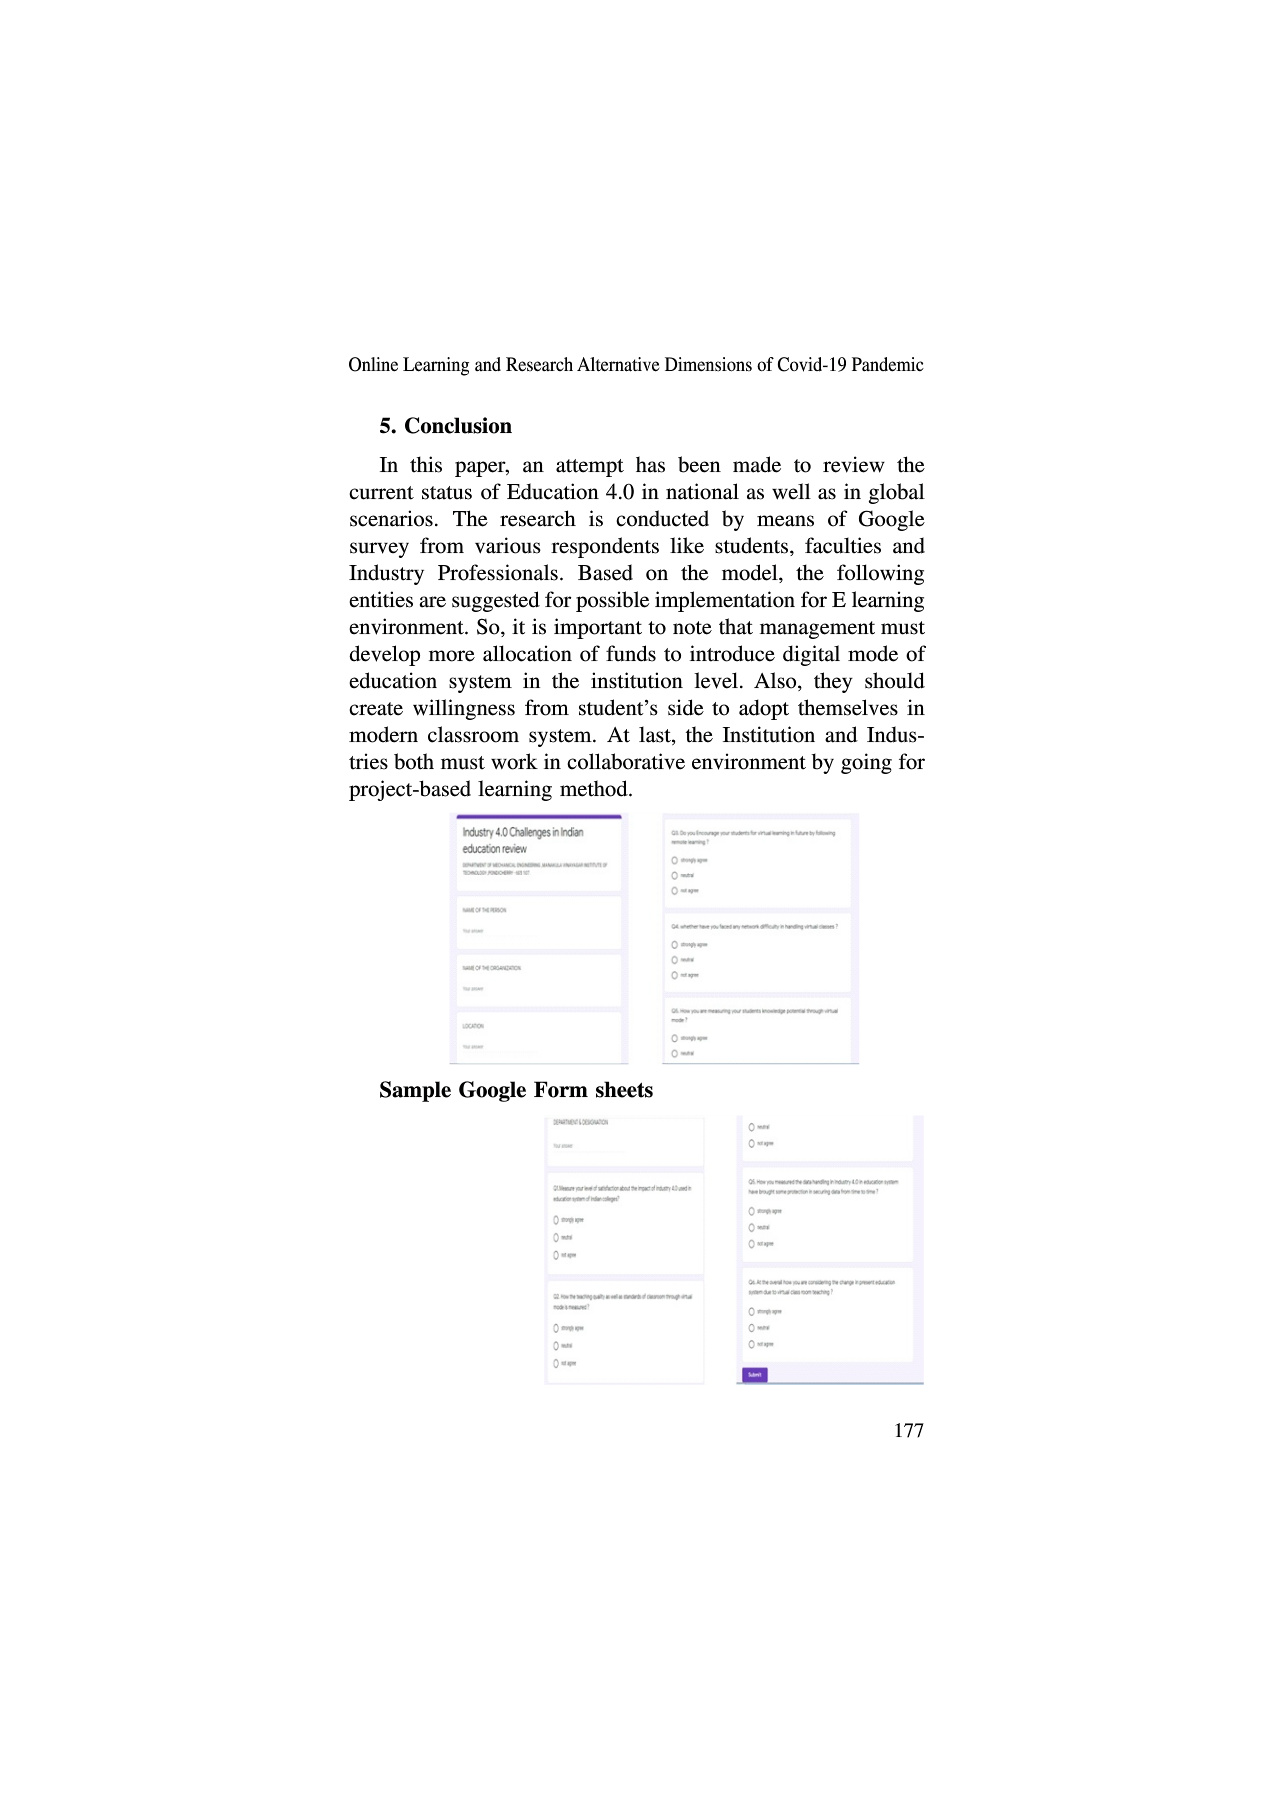 Online Learning and Research Alternative Dimensions of Covid-19 Pandemic
5. Conclusion
In this paper, an attempt has been made to review the
current status of Education 4.0 in national as well as in global
scenarios. The research is conducted by means of Google
survey from various respondents like students, faculties and
Industry Professionals. Based on the model, the following
entities are suggested for possible implementation for E learning
environment. So, it is important to note that management must
develop more allocation of funds to introduce digital mode of
education system in the institution level. Also, they should
create willingness from student’s side to adopt themselves in
modern classroom system. At last, the Institution and Indus-
tries both must work in collaborative environment by going for
project-based learning method.
Industry 4.0 Challenges in Indian
education review
DEPARTMENT OF MECHANICAL ENGINEERING, MANAKULA VINAYAGAR INSTITUTE OF
TECHNOLOGY, PONDICHERRY - 605 107.
NAME OF THE PERSON
Your answer
NAME OF THE ORGANIZATION
Your answer
LOCATION
Your answer
Q3. Do you Encourage your students for virtual learning in future by following
remote learning ?
strongly agree
neutral
not agree
Q4. whether have you faced any network difficulty in handling virtual classes ?
strongly agree
neutral
not agree
Q5. How you are measuring your students knowledge potential through virtual
mode ?
strongly agree
neutral
Sample Google Form sheets
DEPARTMENT & DESIGNATION
Your answer
Q1.Measure your level of satisfaction about the impact of industry 4.0 used in
education system of Indian colleges?
strongly agree
neutral
not agree
Q2. How the teaching quality as well as standards of classroom through virtual
mode is measured ?
strongly agree
neutral
not agree
neutral
not agree
Q5. How you measured the data handling in Industry 4.0 in education system
have brought some protection in securing data from time to time ?
strongly agree
neutral
not agree
Q6. At the overall how you are considering the change in present education
system due to virtual class room teaching ?
strongly agree
neutral
not agree
Submit
177